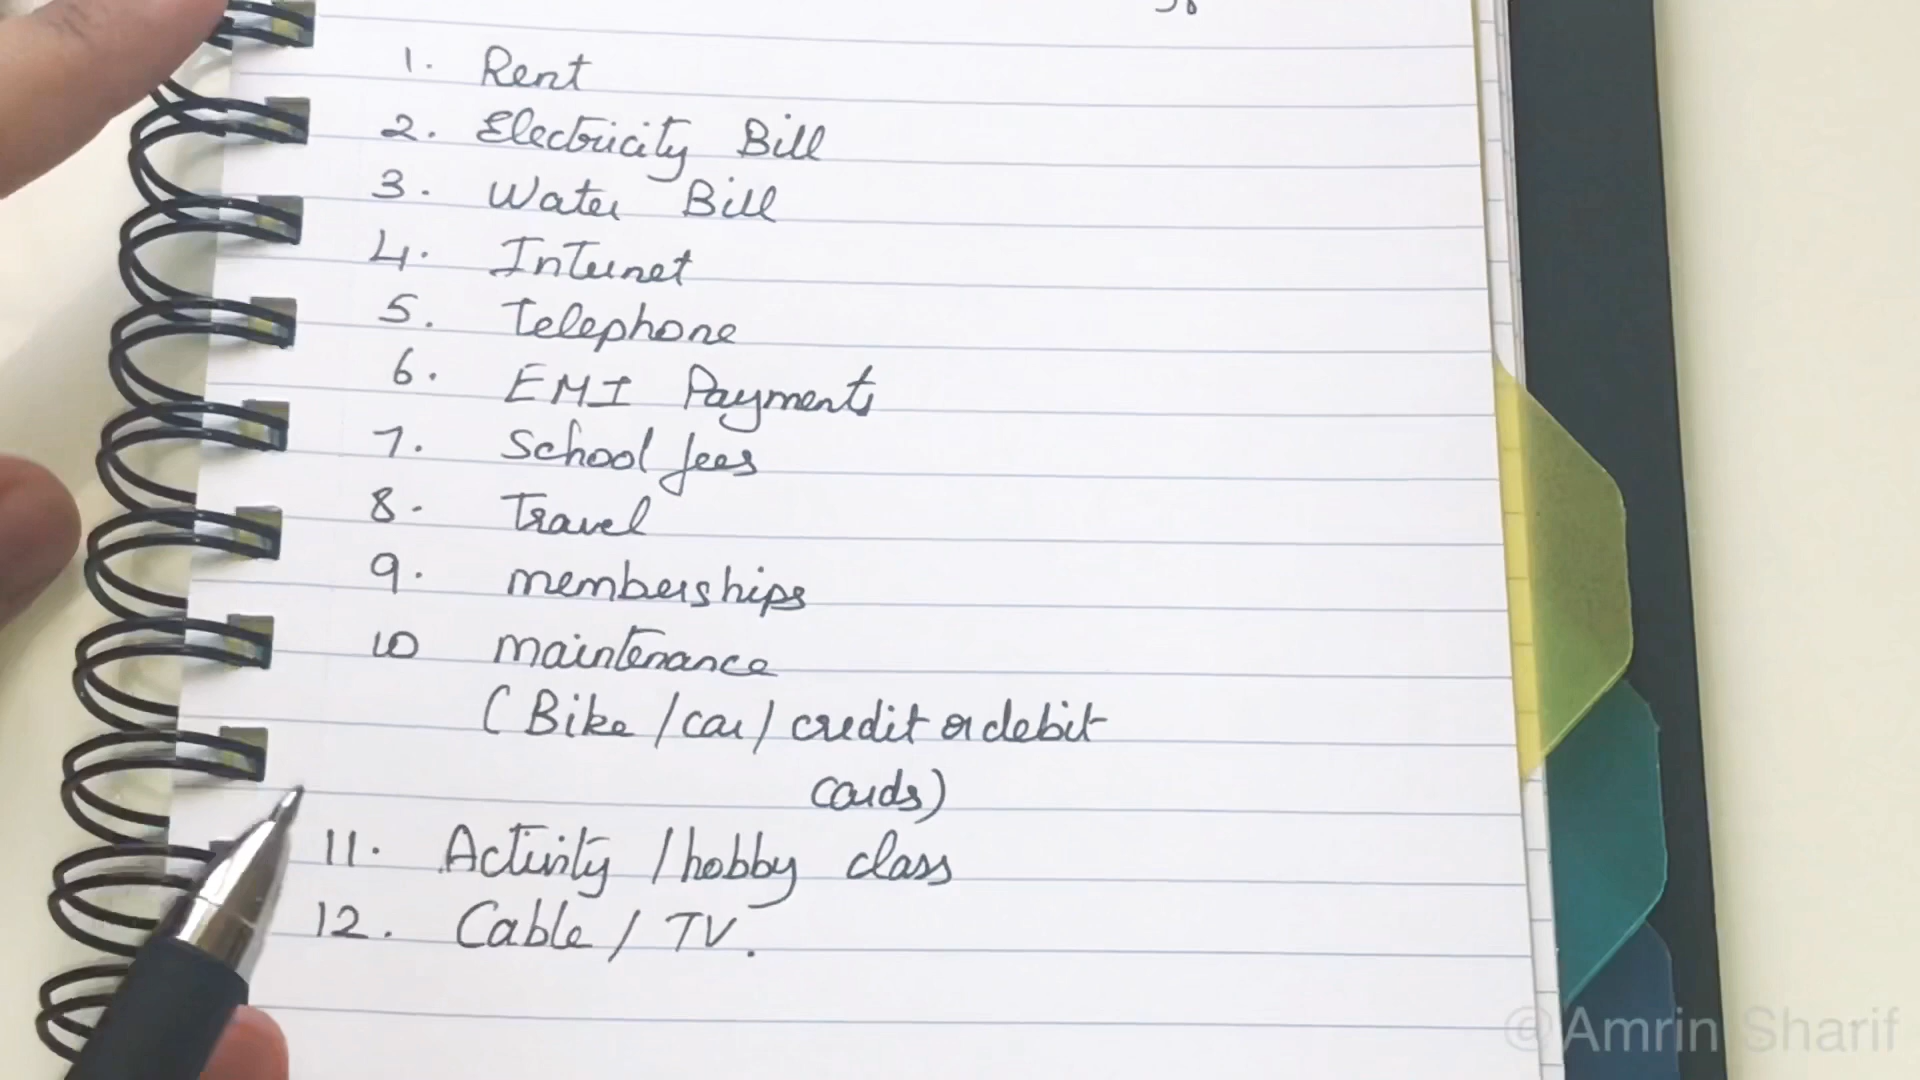 1. Rent
2. Electricity Bill
3. Water Bill
4. Internet
5. Telephone
6. EMI Payments
7. School fees
8. Travel
9. memberships
10 maintenance
(Bike / car / credit or debit
cards)
11. Activity / hobby class
12. Cable / TV.
@Amrin Sharif